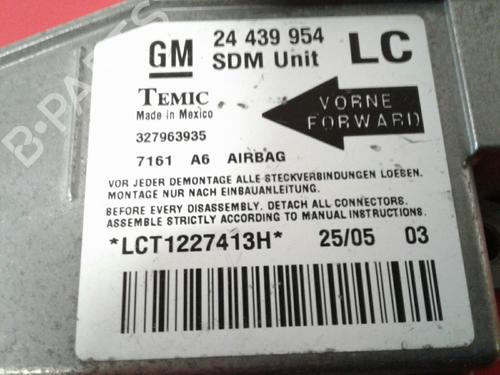 GM 24 439 954 LC
SDM Unit
TEMIC
Made in Mexico
VORNE
FORWARD
327963935
7161 A6 AIRBAG
VOR JEDER DEMONTAGE ALLE STECKVERBINDUNGEN LOESEN.
MONTAGE NUR NACH EINBAUANLEITUNG.
BEFORE EVERY DISASSEMBLY. DETACH ALL CONNECTORS.
ASSEMBLE STRICTLY ACCORDING TO MANUAL INSTRUCTIONS.
*LCT1227413H* 25/05 03
B-PARTS